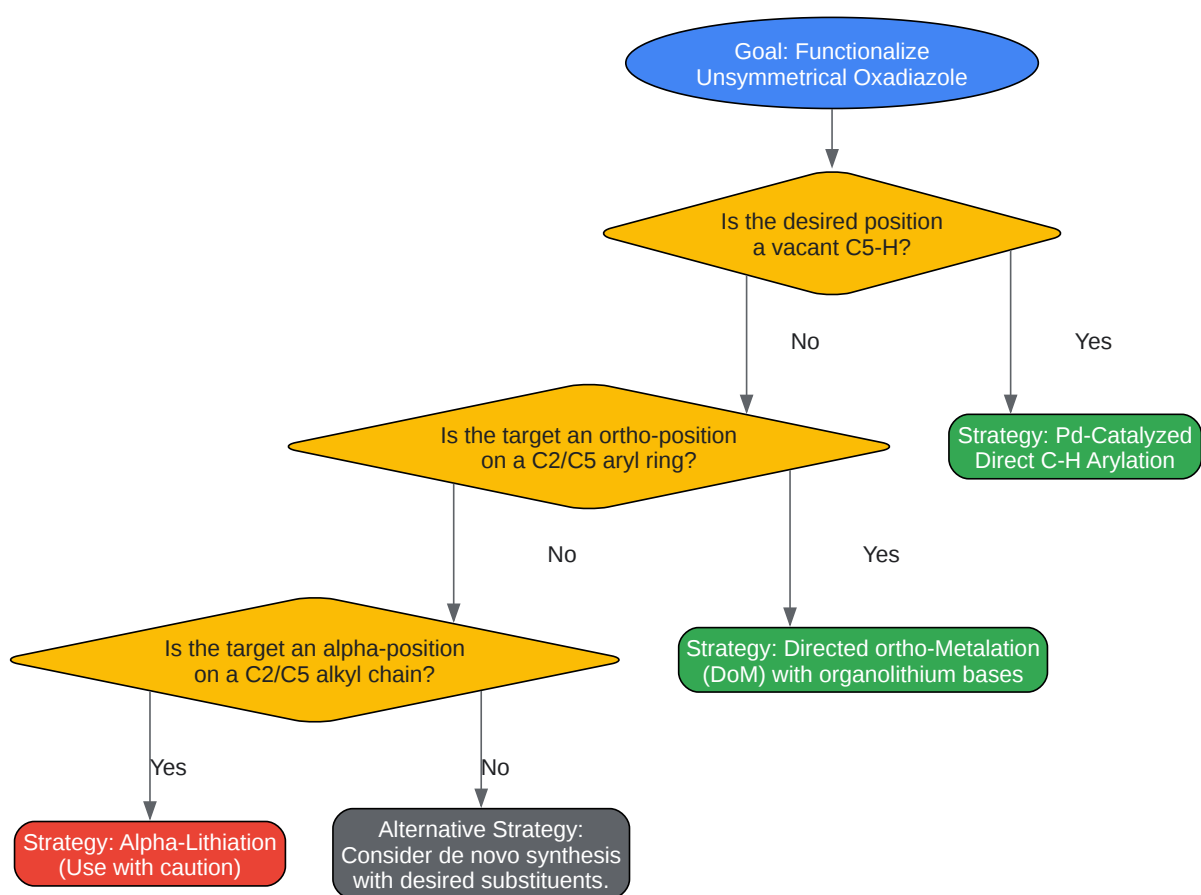 Goal: Functionalize
Unsymmetrical Oxadiazole
Is the desired position
a vacant C5-H?
No
Yes
Is the target an ortho-position
on a C2/C5 aryl ring?
Strategy: Pd-Catalyzed
Direct C-H Arylation
No
Yes
Is the target an alpha-position
on a C2/C5 alkyl chain?
Strategy: Directed ortho-Metalation
(DoM) with organolithium bases
Yes
No
Strategy: Alpha-Lithiation
(Use with caution)
Alternative Strategy:
Consider de novo synthesis
with desired substituents.